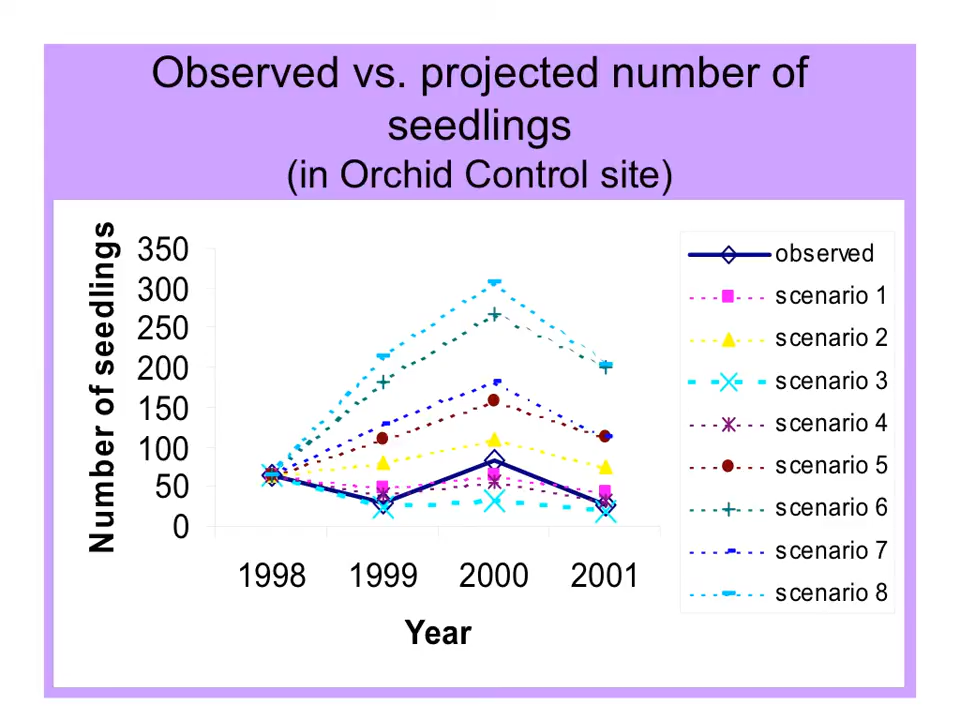 Observed vs. projected number of
seedlings
(in Orchid Control site)
Number of seedlings
350
300
250
200
150
100
50
0
1998 1999 2000 2001
Year
observed
scenario 1
scenario 2
scenario 3
scenario 4
scenario 5
scenario 6
scenario 7
scenario 8